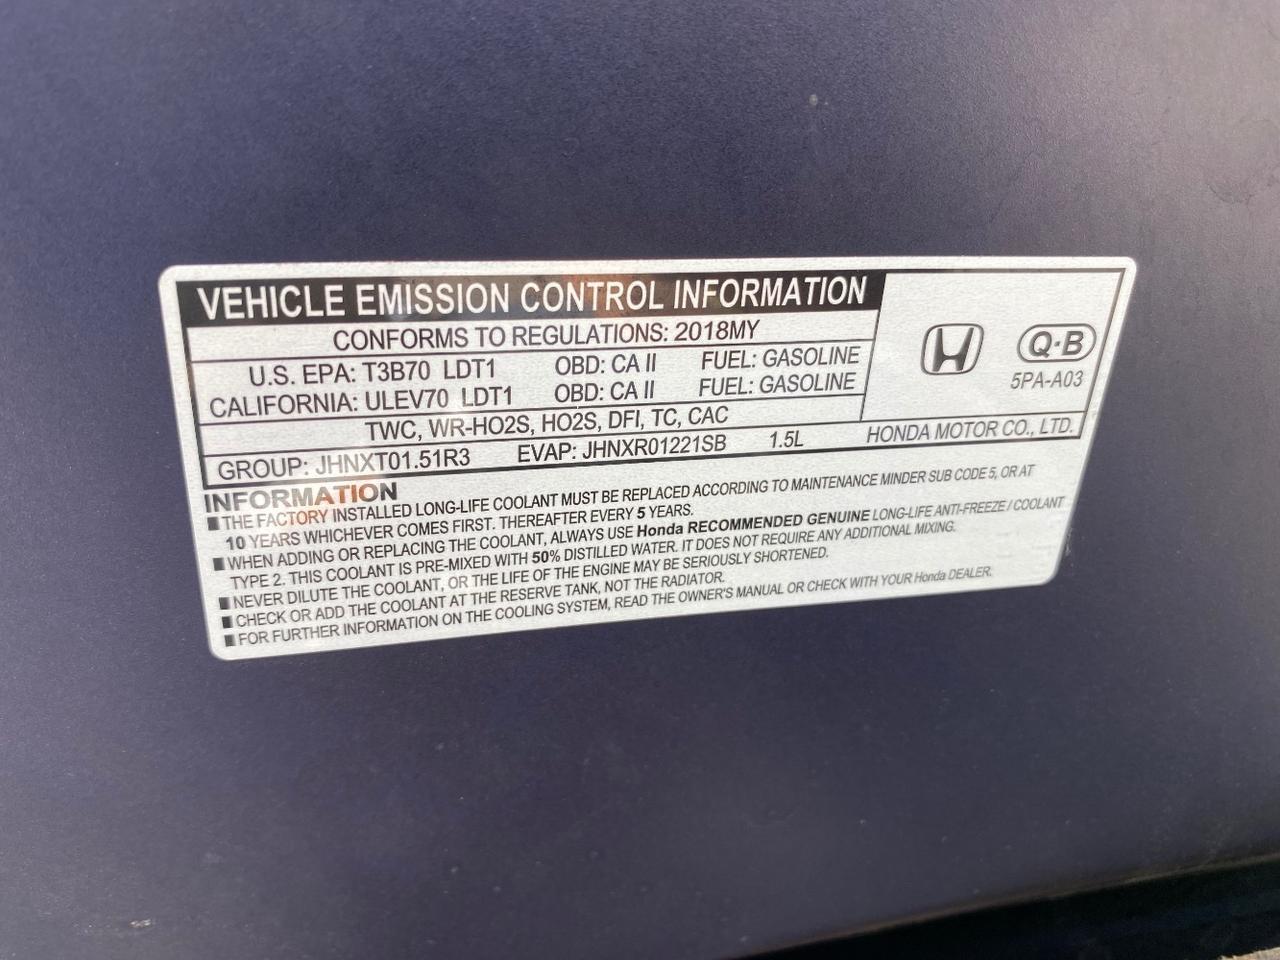 VEHICLE EMISSION CONTROL INFORMATION
CONFORMS TO REGULATIONS: 2018MY
U.S. EPA: T3B70 LDT1 OBD: CA II FUEL: GASOLINE
CALIFORNIA: ULEV70 LDT1 OBD: CA II FUEL: GASOLINE
Q·B
5PA-A03
TWC, WR-HO2S, HO2S, DFI, TC, CAC
GROUP: JHNXT01.51R3 EVAP: JHNXR01221SB 1.5L HONDA MOTOR CO., LTD.
INFORMATION
■ THE FACTORY INSTALLED LONG-LIFE COOLANT MUST BE REPLACED ACCORDING TO MAINTENANCE MINDER SUB CODE 5, OR AT
10 YEARS WHICHEVER COMES FIRST. THEREAFTER EVERY 5 YEARS.
■ WHEN ADDING OR REPLACING THE COOLANT, ALWAYS USE Honda RECOMMENDED GENUINE LONG-LIFE ANTI-FREEZE / COOLANT
TYPE 2. THIS COOLANT IS PRE-MIXED WITH 50% DISTILLED WATER. IT DOES NOT REQUIRE ANY ADDITIONAL MIXING.
■ NEVER DILUTE THE COOLANT, OR THE LIFE OF THE ENGINE MAY BE SERIOUSLY SHORTENED.
■ CHECK OR ADD THE COOLANT AT THE RESERVE TANK, NOT THE RADIATOR.
■ FOR FURTHER INFORMATION ON THE COOLING SYSTEM, READ THE OWNER'S MANUAL OR CHECK WITH YOUR Honda DEALER.